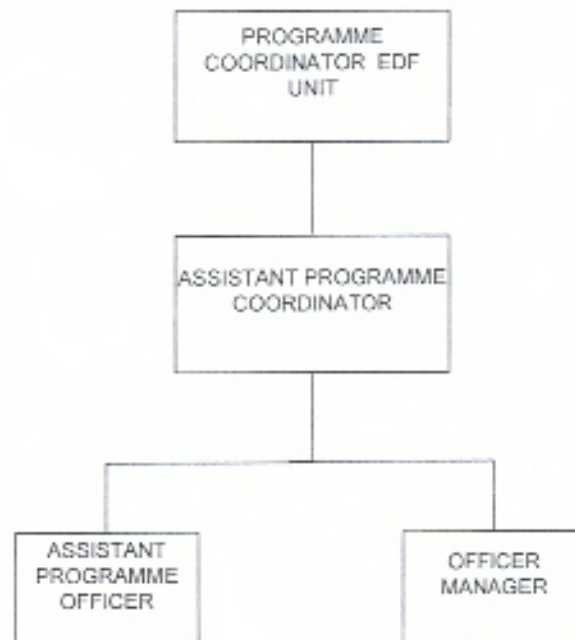 PROGRAMME
COORDINATOR EDF
UNIT
ASSISTANT PROGRAMME
COORDINATOR
ASSISTANT
PROGRAMME
OFFICER
OFFICER
MANAGER